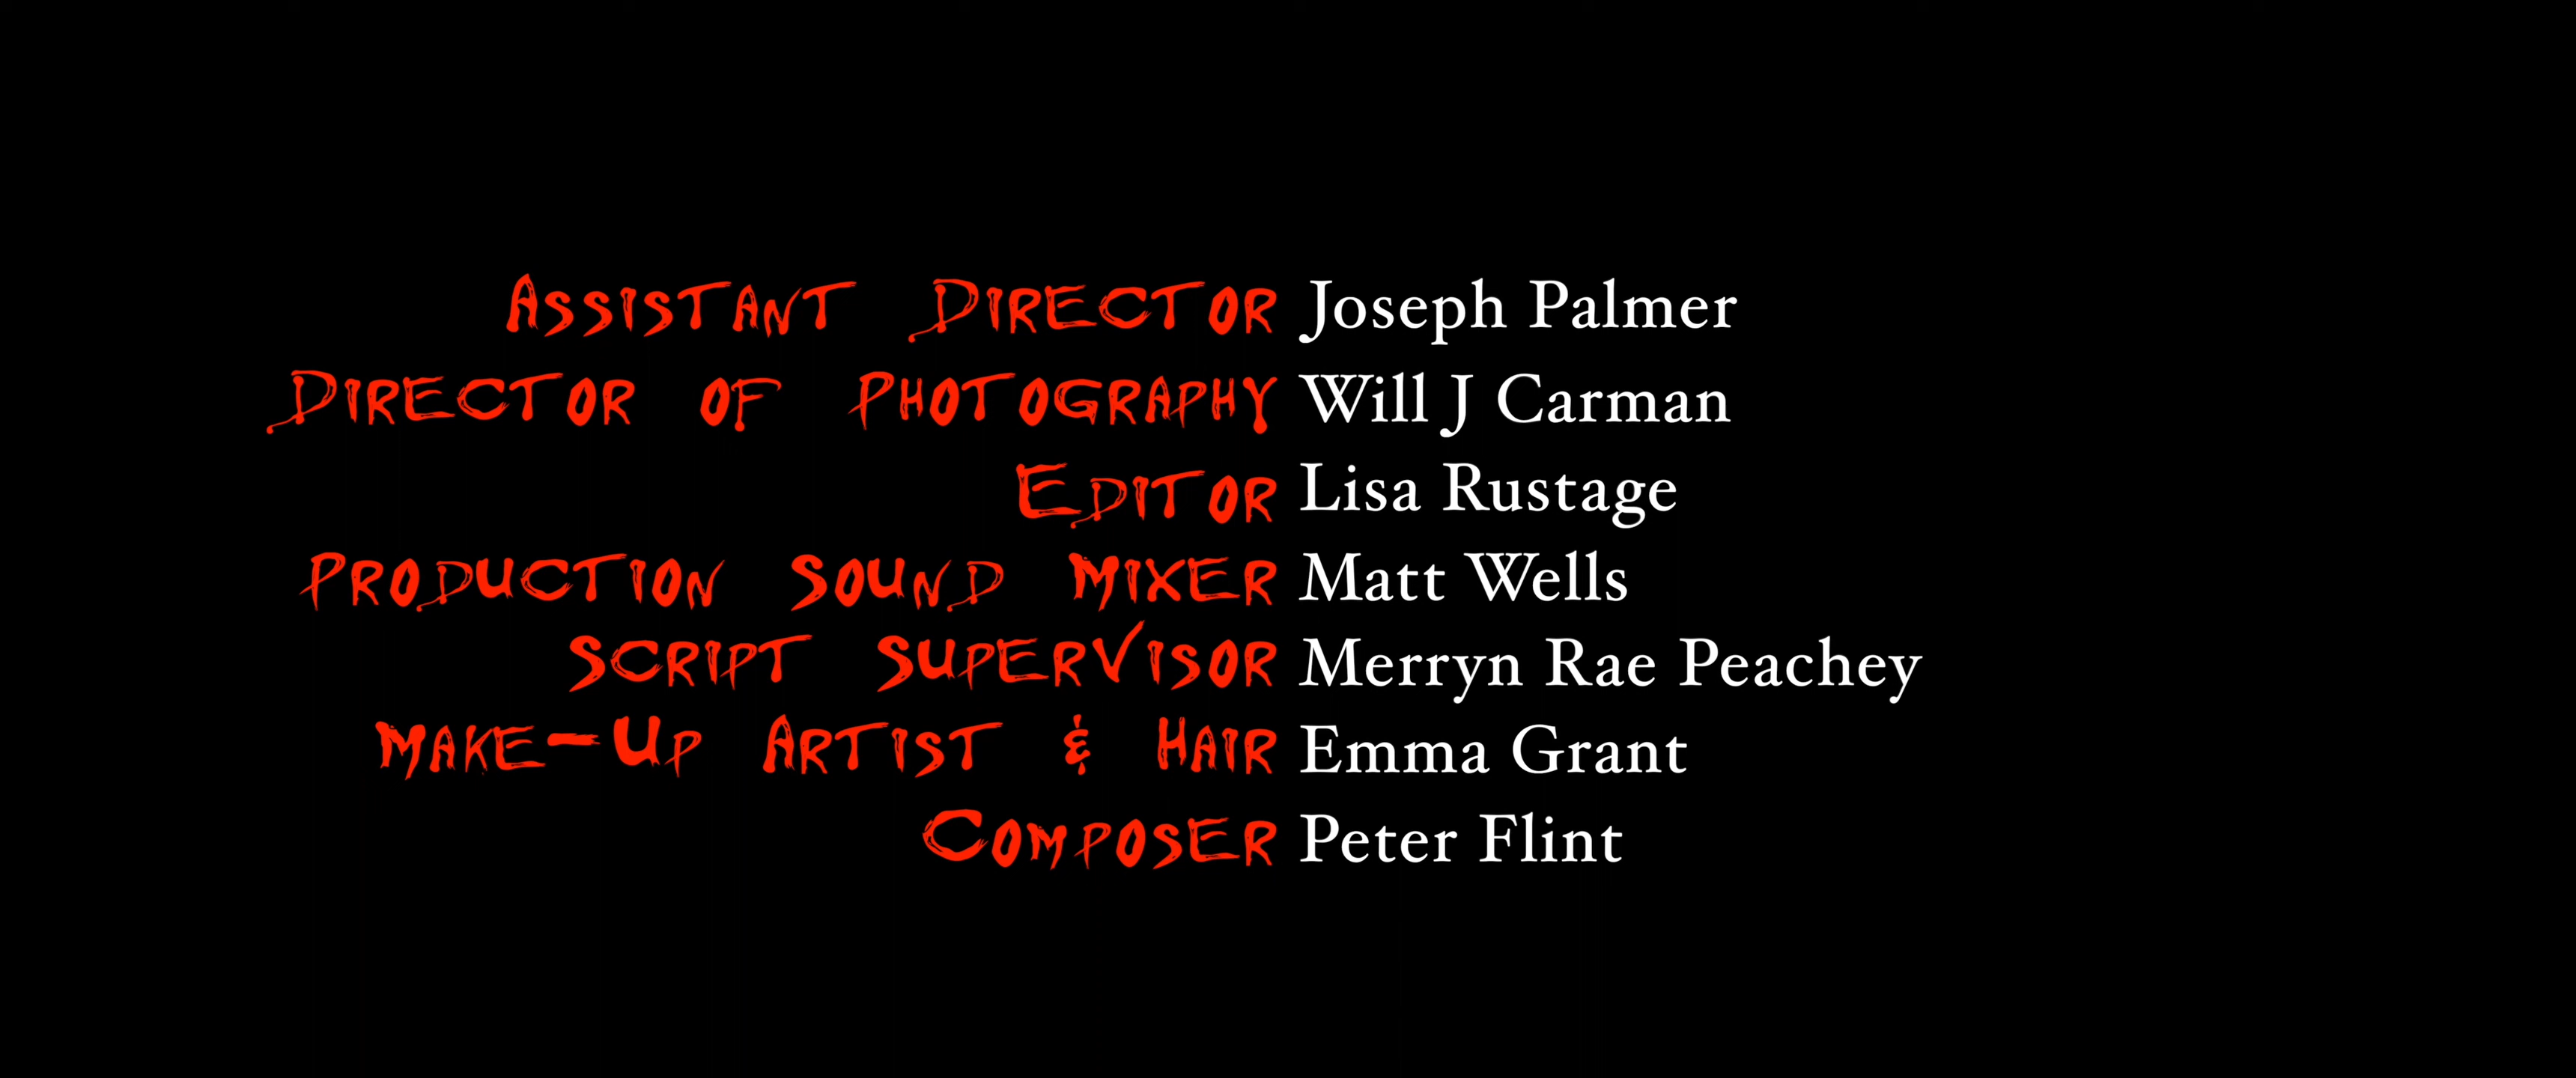 Assistant Director Joseph Palmer
Director of Photography Will J Carman
Editor Lisa Rustage
Production Sound Mixer Matt Wells
Script Supervisor Merryn Rae Peachey
Make-Up Artist & Hair Emma Grant
Composer Peter Flint